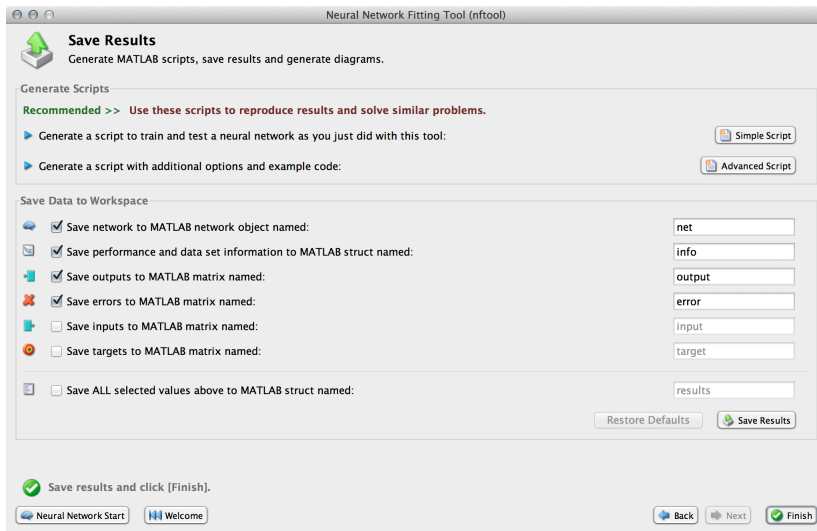 Neural Network Fitting Tool (nftool)
Save Results
Generate MATLAB scripts, save results and generate diagrams.
Generate Scripts
Recommended >> Use these scripts to reproduce results and solve similar problems.
Generate a script to train and test a neural network as you just did with this tool: Simple Script
Generate a script with additional options and example code: Advanced Script
Save Data to Workspace
Save network to MATLAB network object named: net
Save performance and data set information to MATLAB struct named: info
Save outputs to MATLAB matrix named: output
Save errors to MATLAB matrix named: error
Save inputs to MATLAB matrix named: input
Save targets to MATLAB matrix named: target
Save ALL selected values above to MATLAB struct named: results
Restore Defaults Save Results
Save results and click [Finish].
Neural Network Start Welcome Back Next Finish